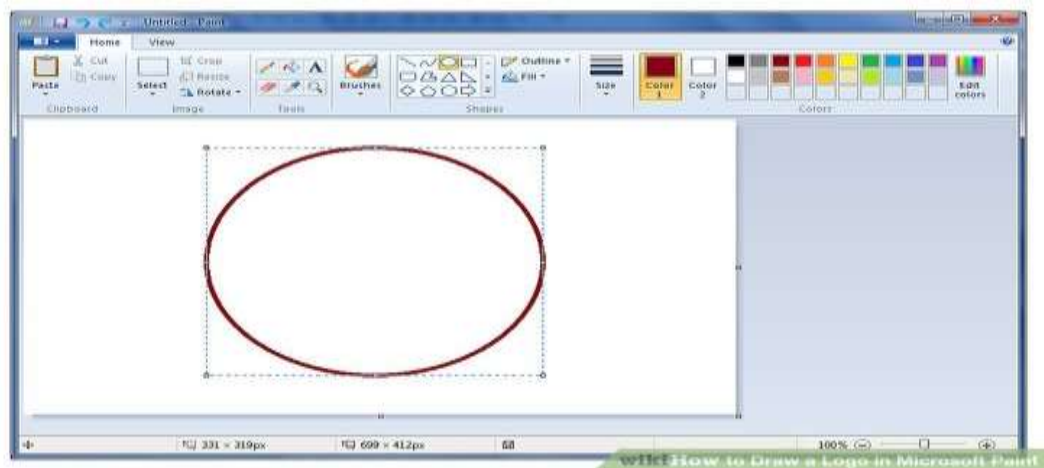 Untitled - Paint
Home View
Paste
Cut
Copy
Clipboard
Select
Crop
Resize
Rotate
Image
Tools
Brushes
Shapes
Outline
Fill
Size
Color 1
Color 2
Edit colors
Colors
331 × 319px
699 × 412px
100%
wikiHow to Draw a Logo in Microsoft Paint